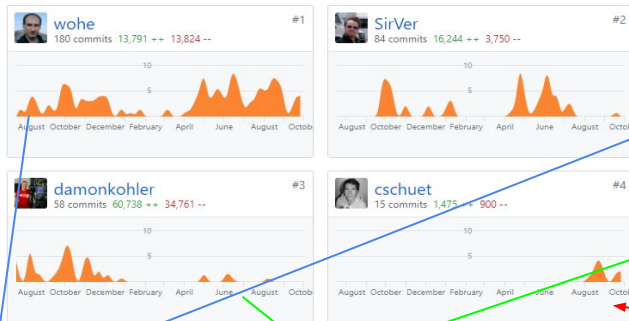 wohe #1
180 commits 13,791 ++ 13,824 --
10
5
August October December February April June August Octob
SirVer #2
84 commits 16,244 ++ 3,750 --
10
5
August October December February April June August Octob
damonkohler #3
58 commits 60,738 ++ 34,761 --
10
5
August October December February April June August Octob
cschuet #4
15 commits 1,475 ++ 900 --
10
5
August October December February April June August Octob